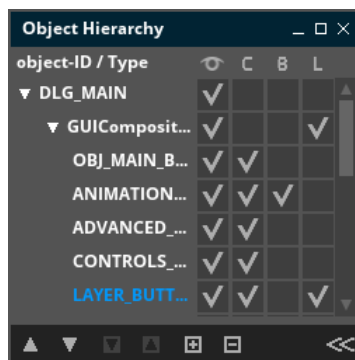 Object Hierarchy
object-ID / Type C B L
DLG_MAIN
GUIComposit...
OBJ_MAIN_B...
ANIMATION...
ADVANCED_...
CONTROLS_...
LAYER_BUTT...
<<